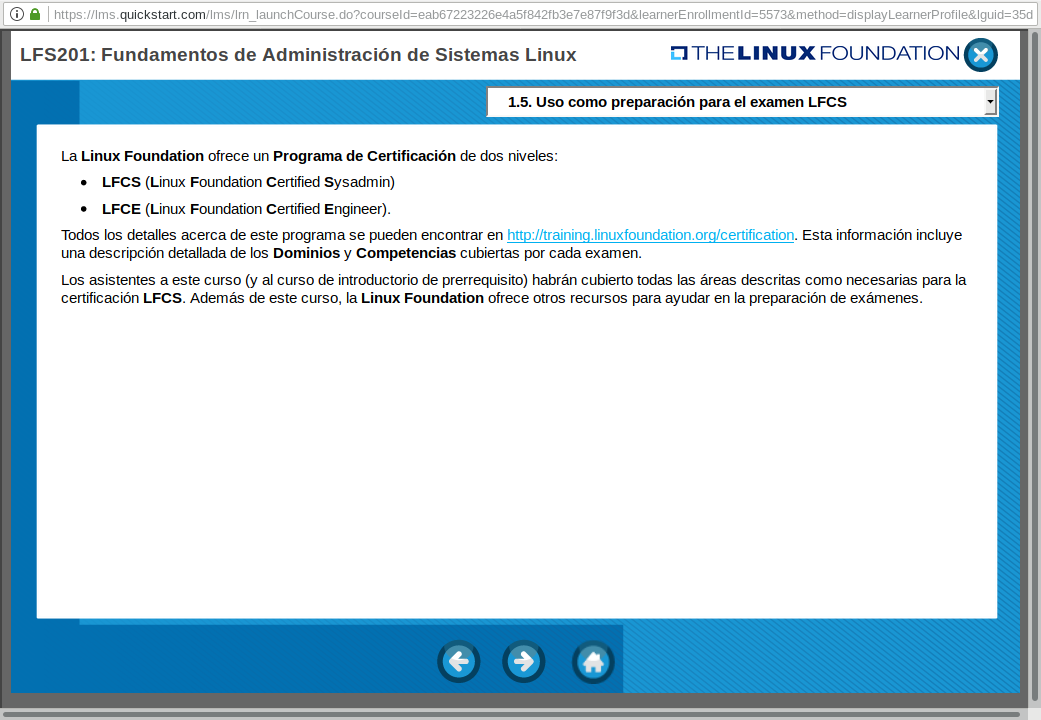 https://lms.quickstart.com/lms/lrn_launchCourse.do?courseId=eab67223226e4a5f842fb3e7e87f9f3d&learnerEnrollmentId=5573&method=displayLearnerProfile&lguid=35d
LFS201: Fundamentos de Administración de Sistemas Linux
THE LINUX FOUNDATION
1.5. Uso como preparación para el examen LFCS
La Linux Foundation ofrece un Programa de Certificación de dos niveles:
• LFCS (Linux Foundation Certified Sysadmin)
• LFCE (Linux Foundation Certified Engineer).
Todos los detalles acerca de este programa se pueden encontrar en http://training.linuxfoundation.org/certification. Esta información incluye
una descripción detallada de los Dominios y Competencias cubiertas por cada examen.
Los asistentes a este curso (y al curso de introductorio de prerrequisito) habrán cubierto todas las áreas descritas como necesarias para la
certificación LFCS. Además de este curso, la Linux Foundation ofrece otros recursos para ayudar en la preparación de exámenes.